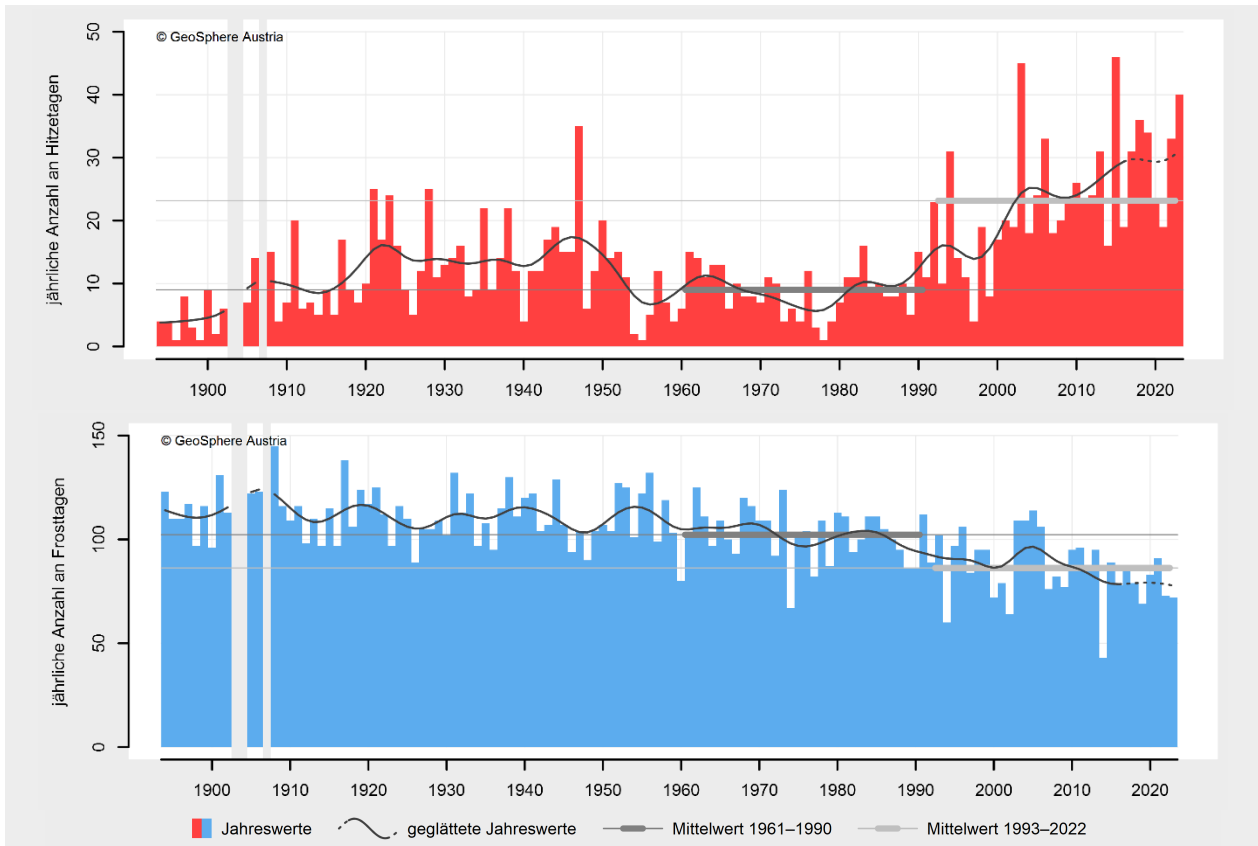 © GeoSphere Austria
jährliche Anzahl an Hitzetagen
50
40
30
20
10
0
1900 1910 1920 1930 1940 1950 1960 1970 1980 1990 2000 2010 2020
© GeoSphere Austria
jährliche Anzahl an Frosttagen
150
100
50
0
1900 1910 1920 1930 1940 1950 1960 1970 1980 1990 2000 2010 2020
Jahreswerte geglättete Jahreswerte Mittelwert 1961–1990 Mittelwert 1993–2022